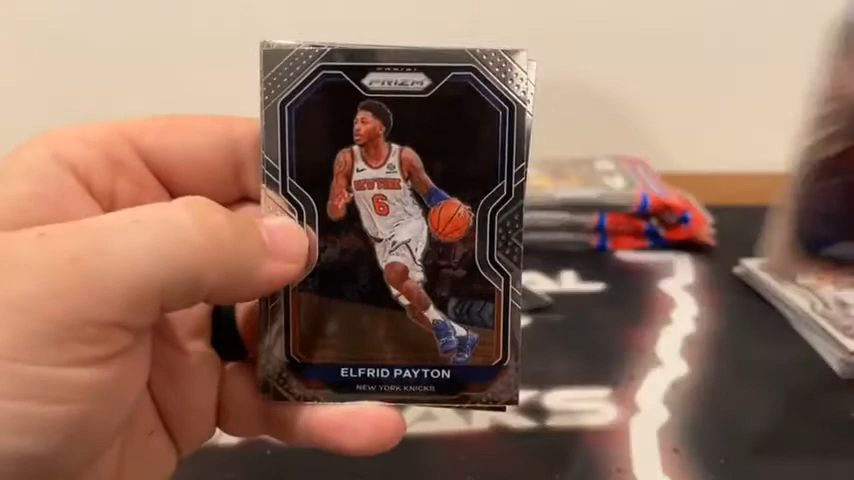 PANINI
PRIZM
NEW YORK
6
ELFRID PAYTON
NEW YORK KNICKS